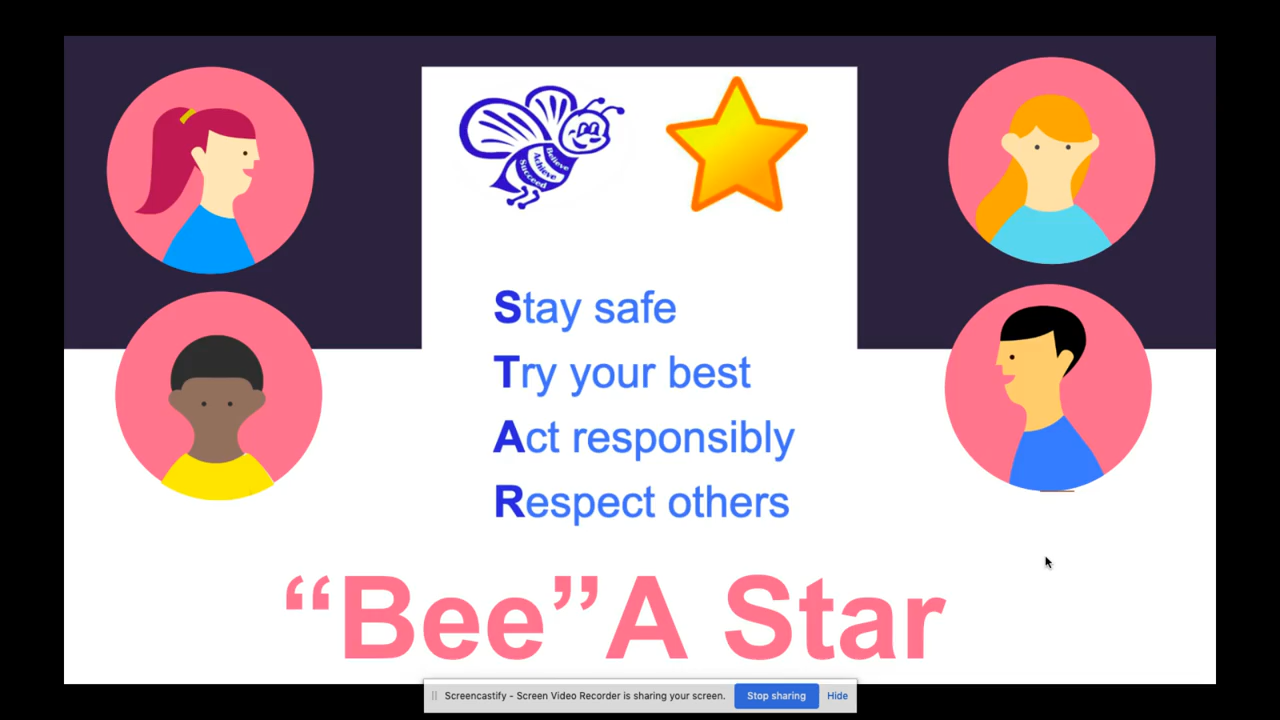 Believe
Achieve
Succeed
Stay safe
Try your best
Act responsibly
Respect others
“Bee”A Star
Screencastify - Screen Video Recorder is sharing your screen.
Stop sharing
Hide